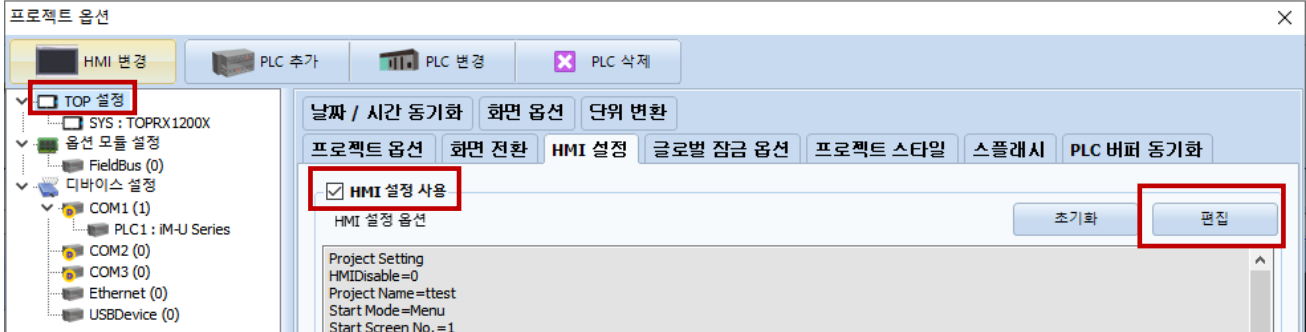 프로젝트 옵션
HMI 변경
PLC 추가
PLC 변경
PLC 삭제
TOP 설정
SYS : TOPRX1200X
옵션 모듈 설정
FieldBus (0)
디바이스 설정
COM1 (1)
PLC1 : iM-U Series
COM2 (0)
COM3 (0)
Ethernet (0)
USBDevice (0)
날짜 / 시간 동기화
화면 옵션
단위 변환
프로젝트 옵션
화면 전환
HMI 설정
글로벌 잠금 옵션
프로젝트 스타일
스플래시
PLC 버퍼 동기화
HMI 설정 사용
HMI 설정 옵션
초기화
편집
Project Setting
HMIDisable=0
Project Name=ttest
Start Mode=Menu
Start Screen No.=1